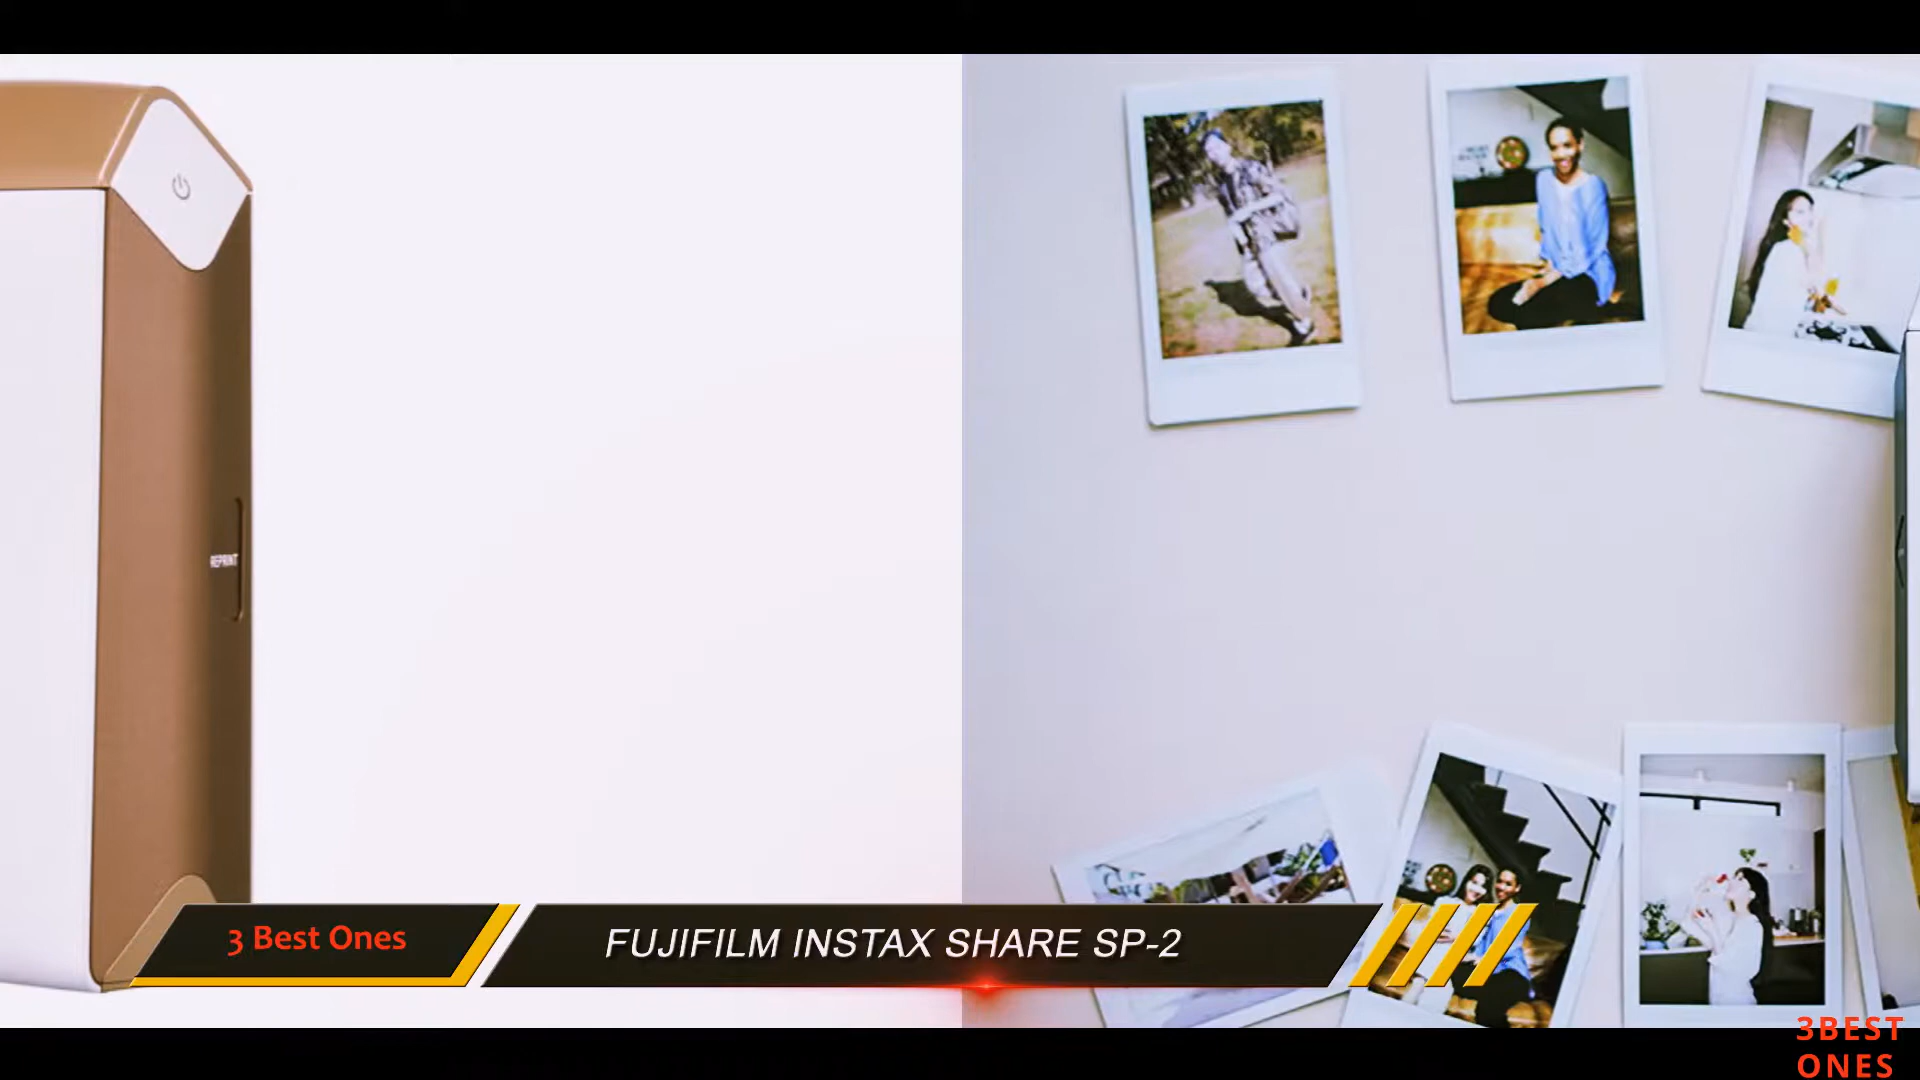 REPRINT
3 Best Ones
FUJIFILM INSTAX SHARE SP-2
3BEST
ONES